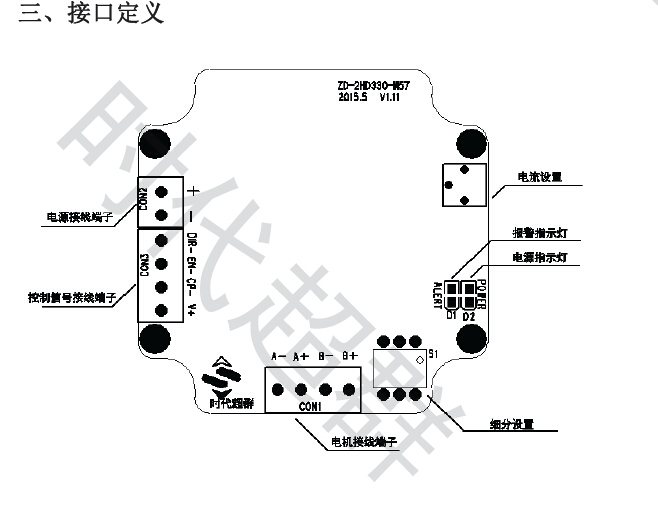 三、接口定义
ZD-2HD330-M57
2015.5 V1.11
CON2
+
-
电源接线端子
电流设置
DIR- EN- CP- V+
CON3
控制信号接线端子
报警指示灯
电源指示灯
ALERT
POWER
D1 D2
A- A+ B- B+
S1
CON1
时代超群
细分设置
电机接线端子
时代超群